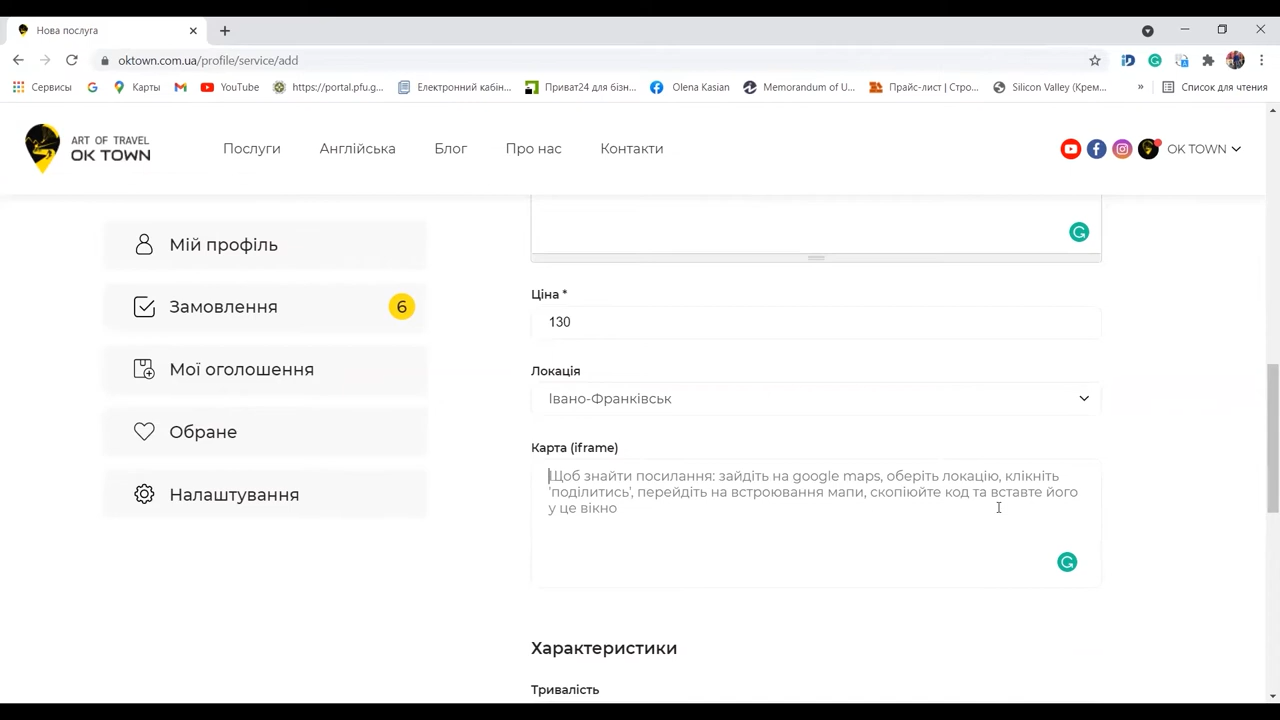 Нова послуга
oktown.com.ua/profile/service/add
Сервисы
Карты
YouTube
https://portal.pfu.g...
Електронний кабін...
Приват24 для бізн...
Olena Kasian
Memorandum of U...
Прайс-лист | Стро...
Silicon Valley (Крем...
»
Список для чтения
ART OF TRAVEL
OK TOWN
Послуги
Англійська
Блог
Про нас
Контакти
OK TOWN
Мій профіль
Замовлення
6
Мої оголошення
Обране
Налаштування
Ціна *
130
Локація
Івано-Франківськ
Карта (iframe)
Щоб знайти посилання: зайдіть на google maps, оберіть локацію, клікніть
'поділитись', перейдіть на встроювання мапи, скопіюйте код та вставте його
у це вікно
Характеристики
Тривалість